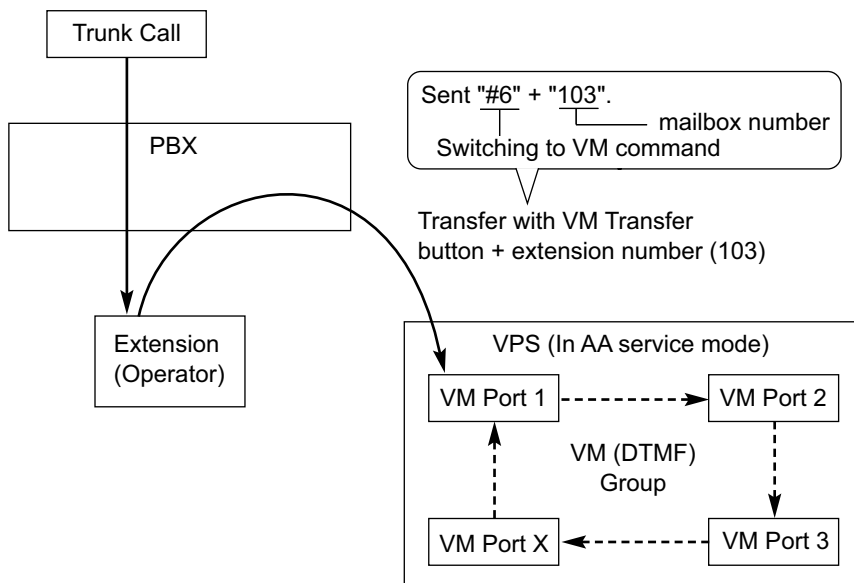 Trunk Call
PBX
Sent "#6" + "103".
mailbox number
Switching to VM command
Transfer with VM Transfer
button + extension number (103)
Extension
(Operator)
VPS (In AA service mode)
VM Port 1
VM Port 2
VM (DTMF)
Group
VM Port X
VM Port 3